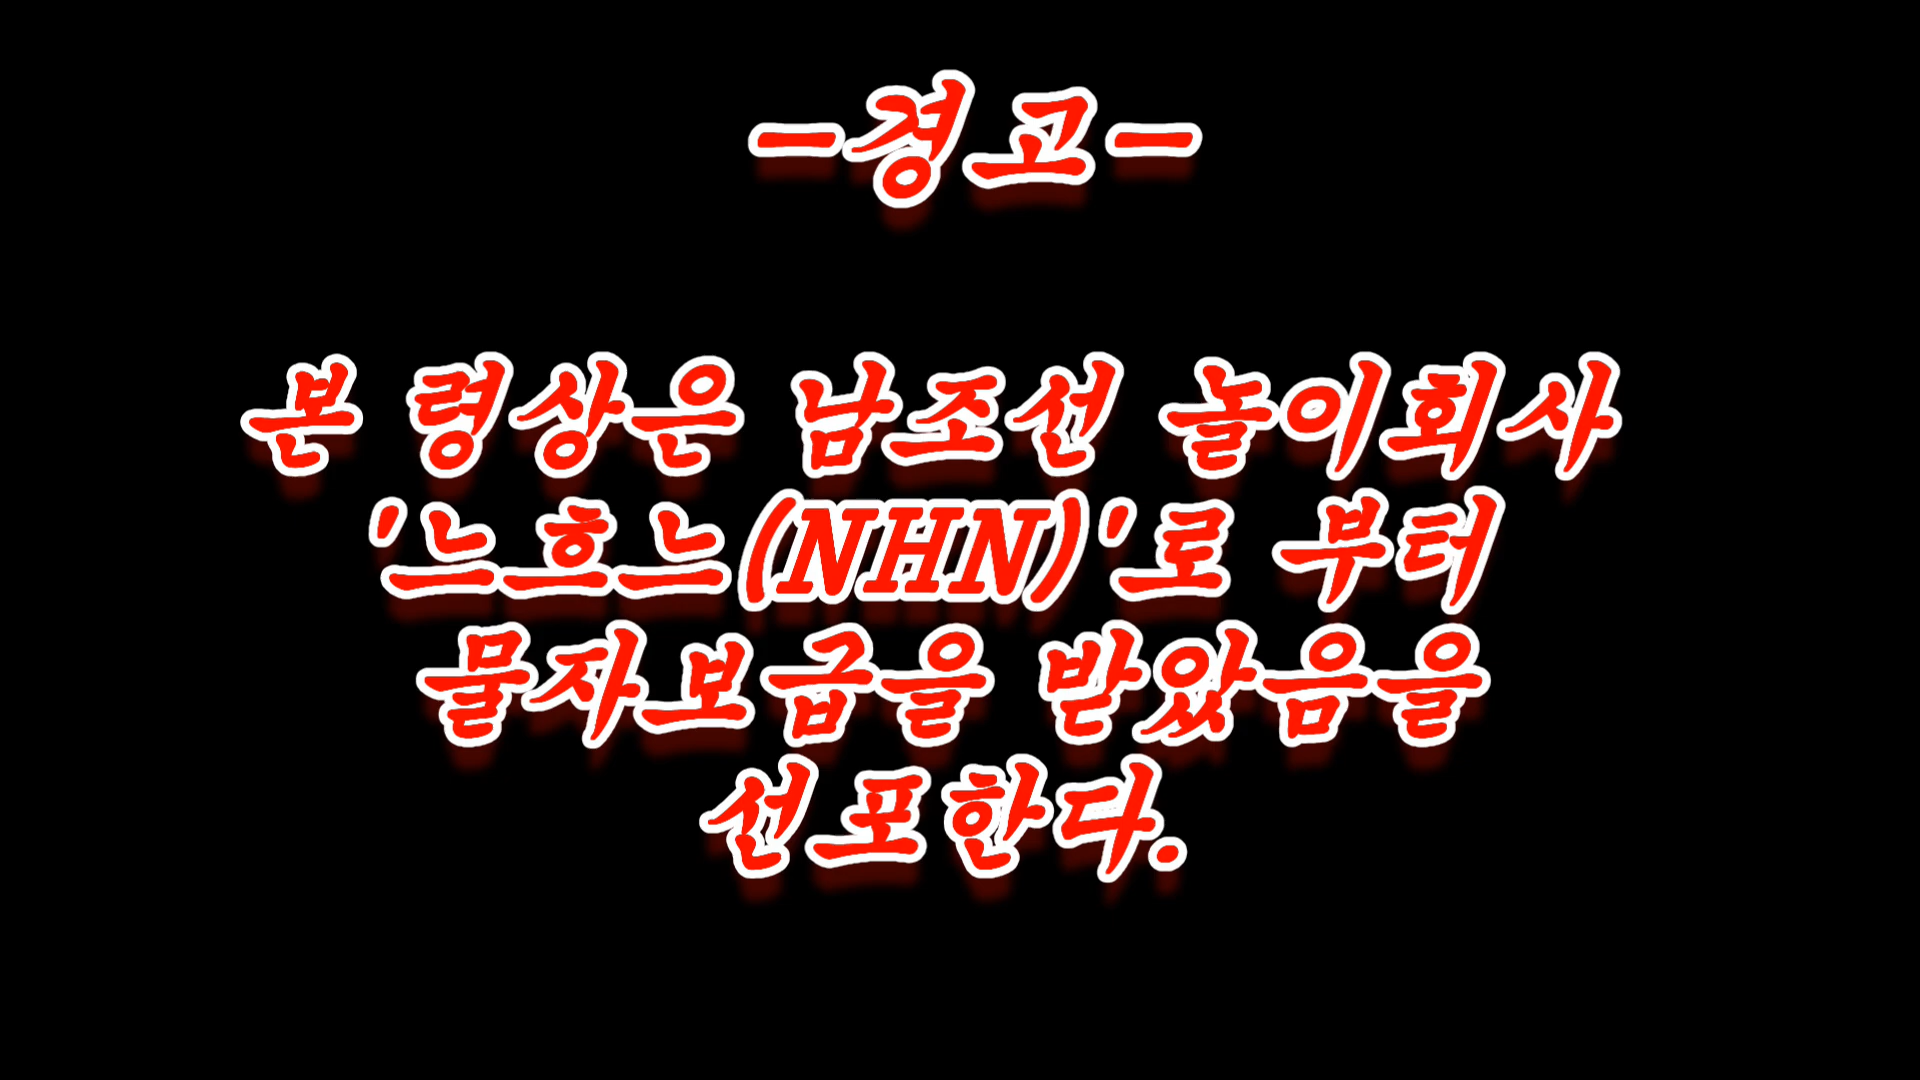 -경고-
본 령상은 남조선 놀이회사
'느흐느(NHN)'로 부터
물자보급을 받았음을
선포한다.